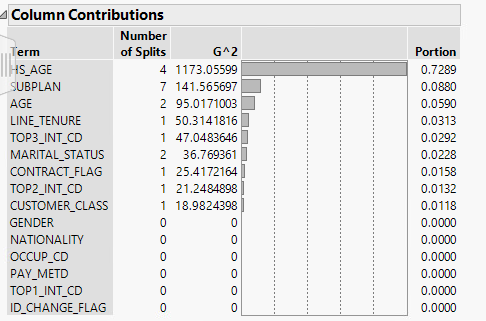 Column Contributions
Number
Term of Splits G^2 Portion
HS_AGE 4 1173.05599 0.7289
SUBPLAN 7 141.565697 0.0880
AGE 2 95.0171003 0.0590
LINE_TENURE 1 50.3141816 0.0313
TOP3_INT_CD 1 47.0483646 0.0292
MARITAL_STATUS 2 36.769361 0.0228
CONTRACT_FLAG 1 25.4172164 0.0158
TOP2_INT_CD 1 21.2484898 0.0132
CUSTOMER_CLASS 1 18.9824398 0.0118
GENDER 0 0 0.0000
NATIONALITY 0 0 0.0000
OCCUP_CD 0 0 0.0000
PAY_METD 0 0 0.0000
TOP1_INT_CD 0 0 0.0000
ID_CHANGE_FLAG 0 0 0.0000